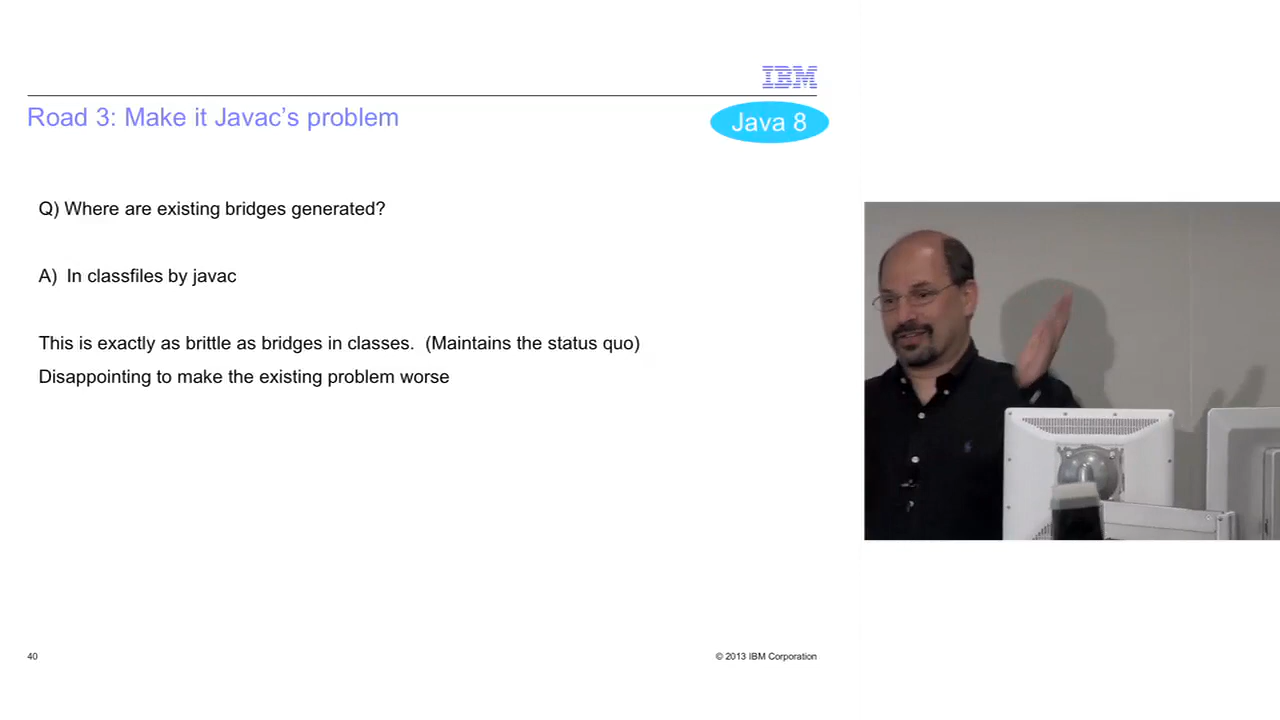 IBM
Road 3: Make it Javac's problem
Java 8
Q) Where are existing bridges generated?
A) In classfiles by javac
This is exactly as brittle as bridges in classes. (Maintains the status quo)
Disappointing to make the existing problem worse
40
© 2013 IBM Corporation